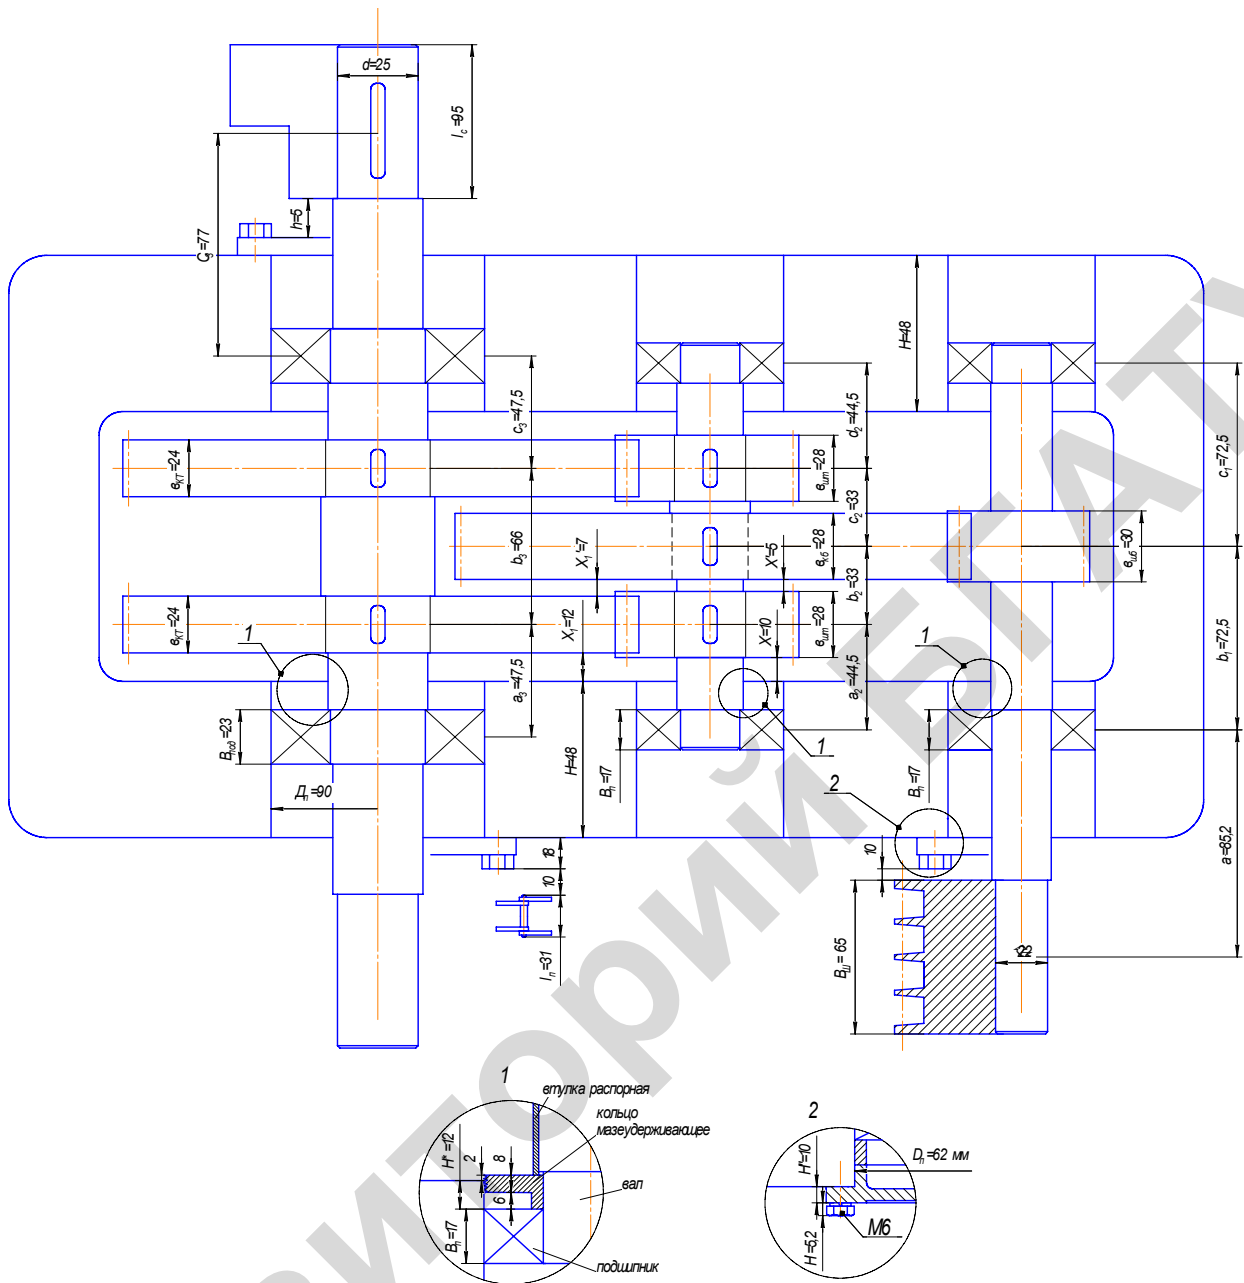 d=25
l_c=95
h=5
C_3=77
H=48
c_3=47,5
d_2=44,5
c_1=72,5
в_КТ=24
в_шт=28
c_2=33
b_3=66
X_1'=7
X'=5
в_кб=28
в_шб=30
b_2=33
в_КТ=24
X_1=12
X=10
в_шт=28
1
1
a_3=47,5
a_2=44,5
b_1=72,5
B_под=23
H=48
B_п=17
1
B_п=17
Д_п=90
2
18
10
10
a=85,2
l_п=31
B_Ш=65
22
1
втулка распорная
кольцо
мазеудерживающее
H*=12
2
8
6
вал
B_п=17
подшипник
2
H''=10
D_п=62 мм
H=5,2
М6
риторий БГАТУ